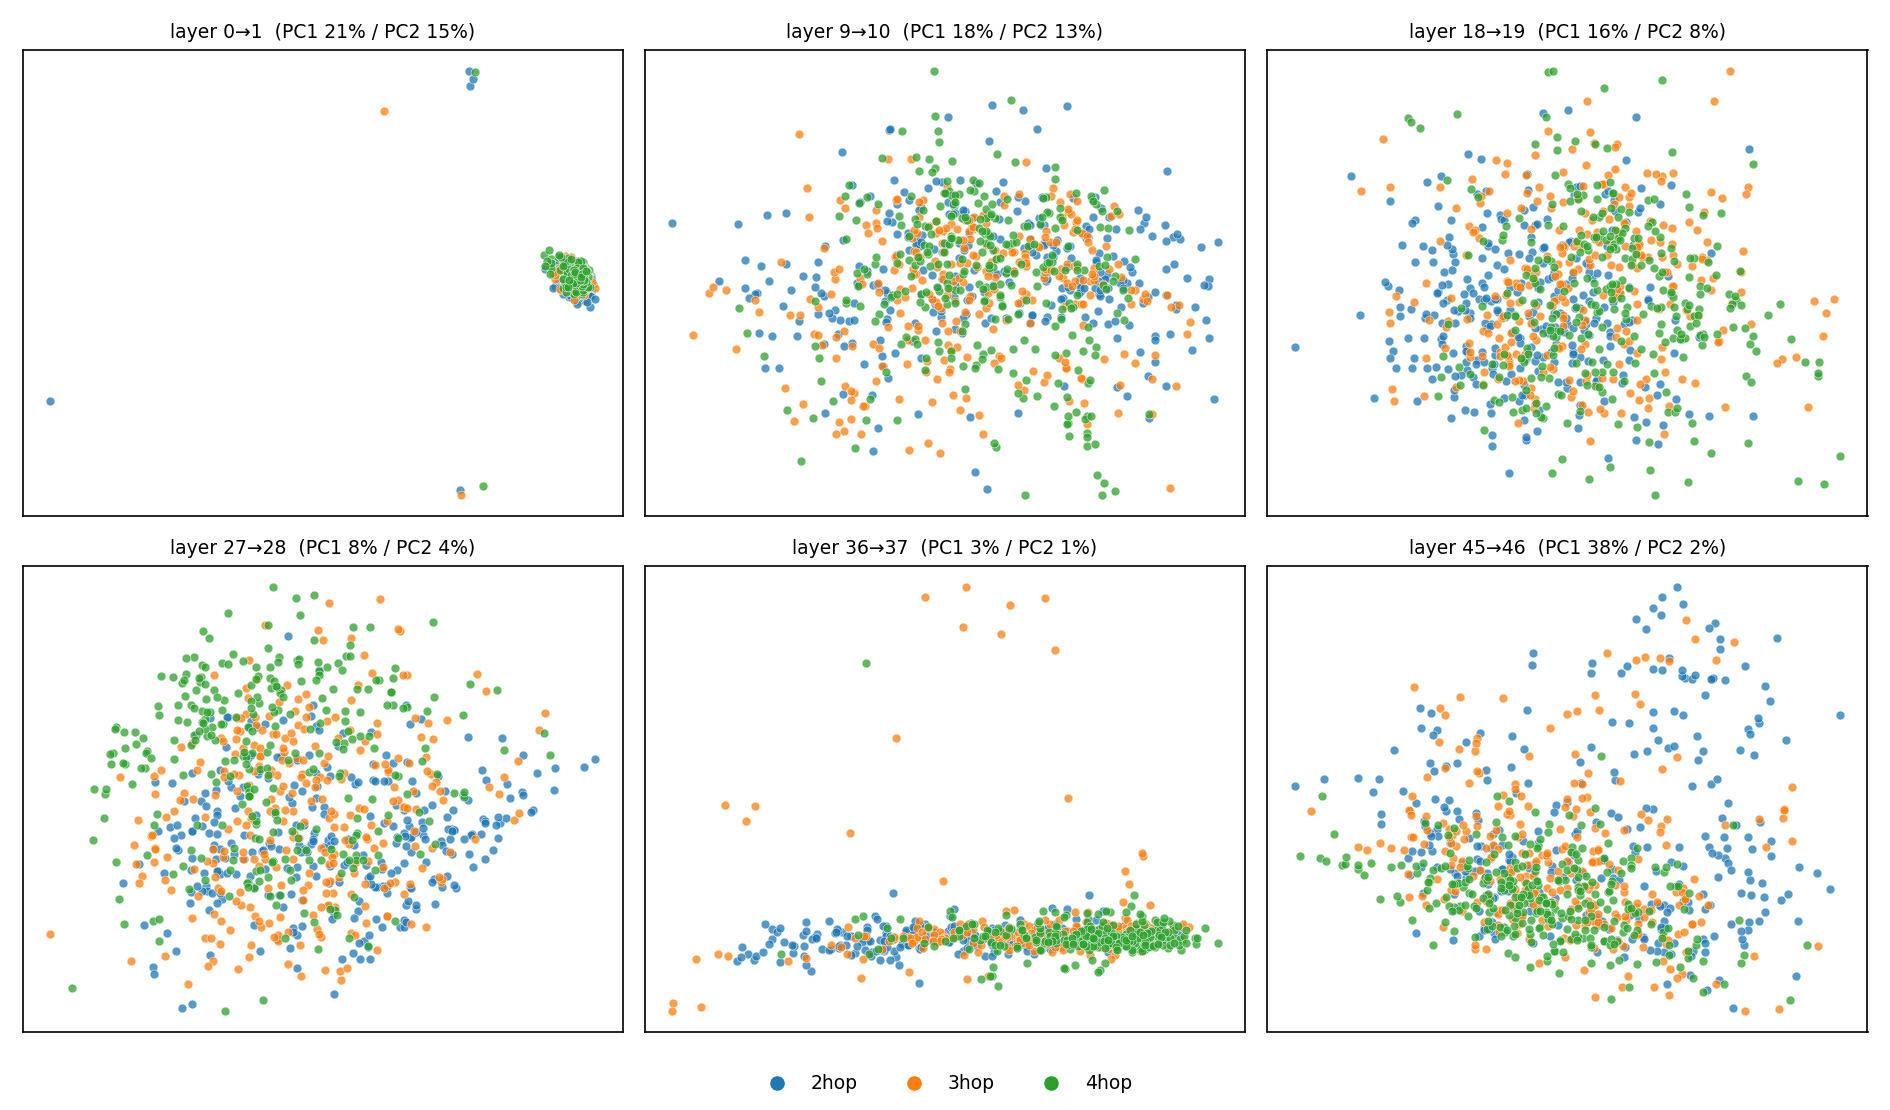 layer 0→1  (PC1 21% / PC2 15%)
layer 9→10  (PC1 18% / PC2 13%)
layer 18→19  (PC1 16% / PC2 8%)
layer 27→28  (PC1 8% / PC2 4%)
layer 36→37  (PC1 3% / PC2 1%)
layer 45→46  (PC1 38% / PC2 2%)
2hop
3hop
4hop